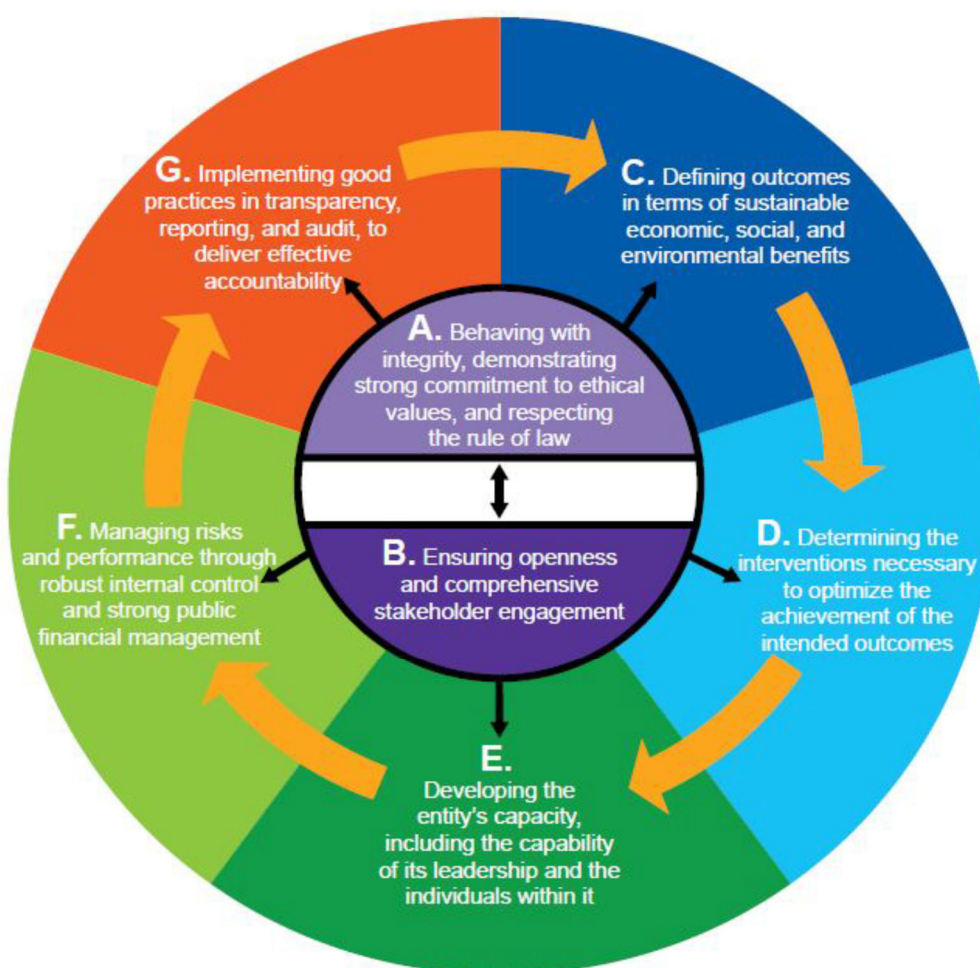 A. Behaving with
integrity, demonstrating
strong commitment to ethical
values, and respecting
the rule of law
B. Ensuring openness
and comprehensive
stakeholder engagement
C. Defining outcomes
in terms of sustainable
economic, social, and
environmental benefits
D. Determining the
interventions necessary
to optimize the
achievement of the
intended outcomes
E.
Developing the
entity's capacity,
including the capability
of its leadership and the
individuals within it
F. Managing risks
and performance through
robust internal control
and strong public
financial management
G. Implementing good
practices in transparency,
reporting, and audit, to
deliver effective
accountability